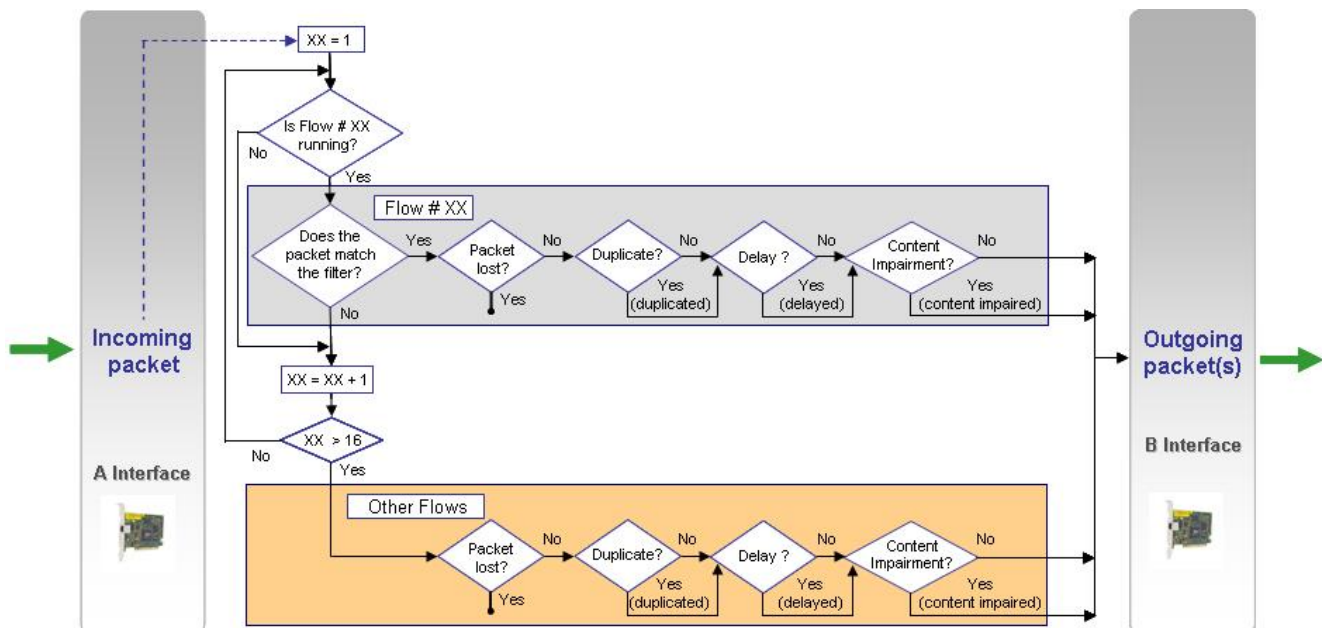 XX = 1
Is Flow # XX
running?
No
Yes
Flow # XX
Does the
packet match
the filter?
Yes
No
Packet
lost?
No
Yes
Duplicate?
No
Yes
(duplicated)
Delay ?
No
Yes
(delayed)
Content
Impairment?
No
Yes
(content impaired)
Incoming
packet
A Interface
XX = XX + 1
XX > 16
No
Yes
Other Flows
Packet
lost?
No
Yes
Duplicate?
No
Yes
(duplicated)
Delay ?
No
Yes
(delayed)
Content
Impairment?
No
Yes
(content impaired)
Outgoing
packet(s)
B Interface